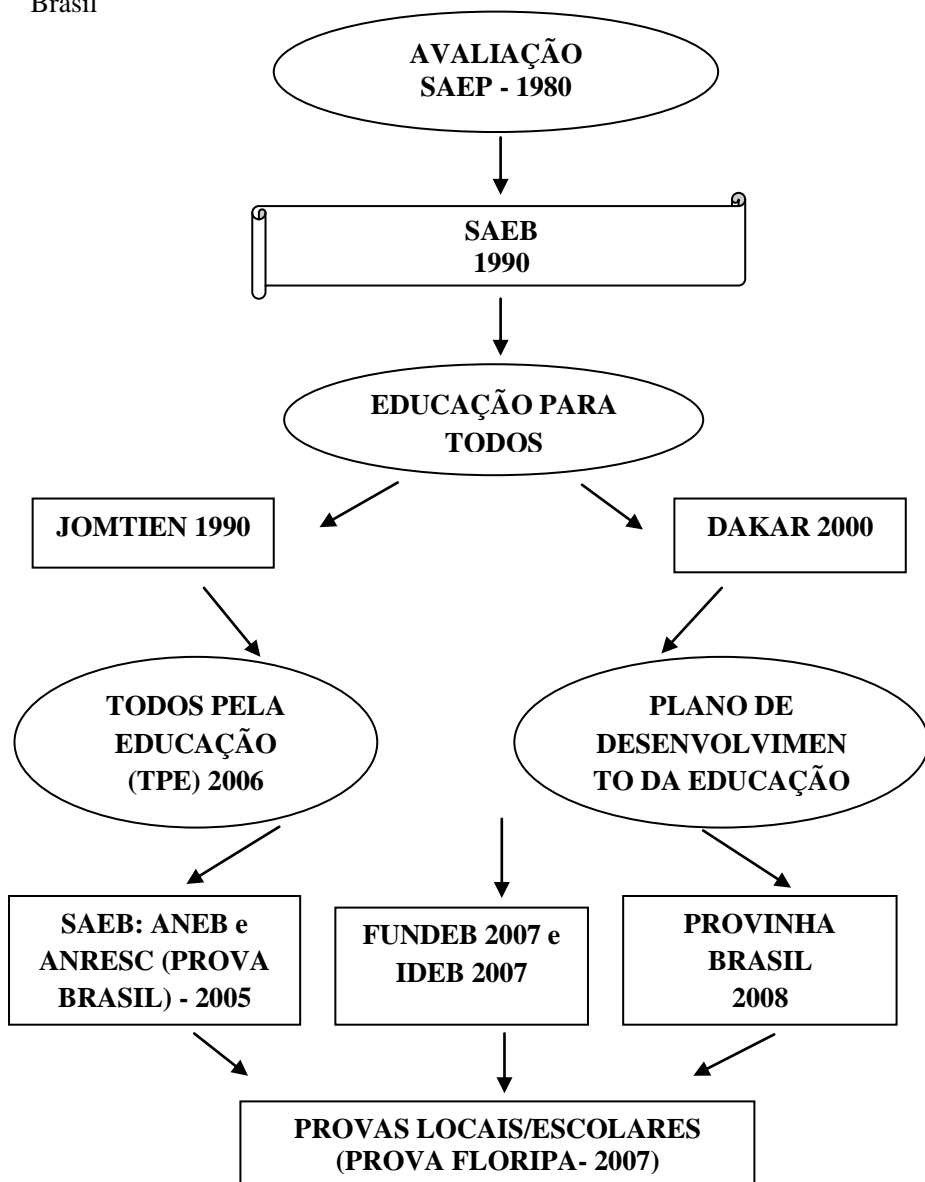 Brasil
AVALIAÇÃO
SAEP - 1980
SAEB
1990
EDUCAÇÃO PARA
TODOS
JOMTIEN 1990
DAKAR 2000
TODOS PELA
EDUCAÇÃO
(TPE) 2006
PLANO DE
DESENVOLVIMEN
TO DA EDUCAÇÃO
SAEB: ANEB e
ANRESC (PROVA
BRASIL) - 2005
FUNDEB 2007 e
IDEB 2007
PROVINHA
BRASIL
2008
PROVAS LOCAIS/ESCOLARES
(PROVA FLORIPA- 2007)